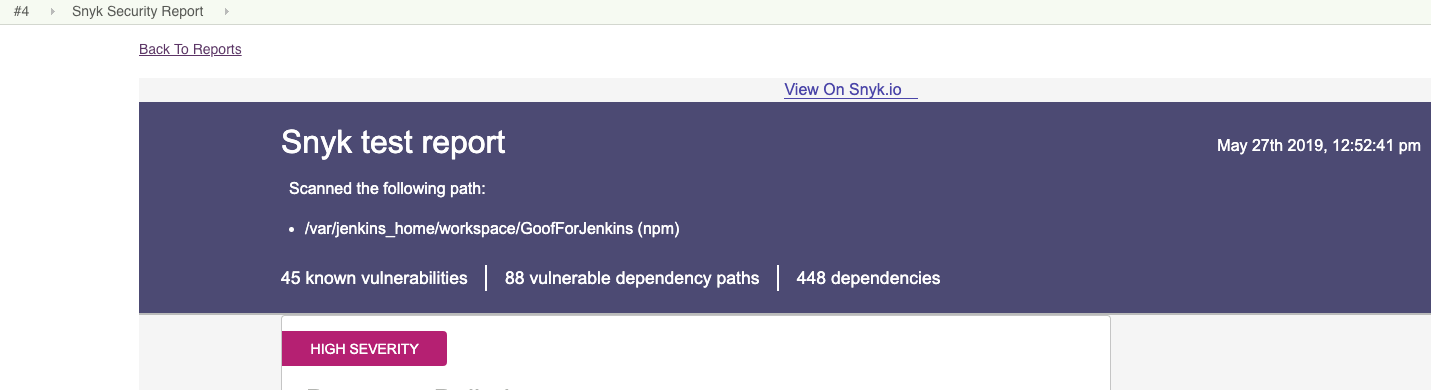 #4 Snyk Security Report
Back To Reports
View On Snyk.io
Snyk test report
May 27th 2019, 12:52:41 pm
Scanned the following path:
• /var/jenkins_home/workspace/GoofForJenkins (npm)
45 known vulnerabilities 88 vulnerable dependency paths 448 dependencies
HIGH SEVERITY